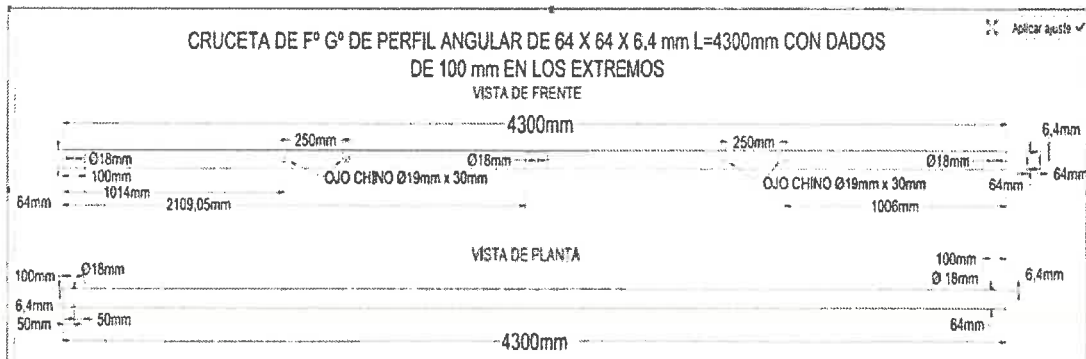 Aplicar ajuste
CRUCETA DE Fº Gº DE PERFIL ANGULAR DE 64 X 64 X 6,4 mm L=4300mm CON DADOS
DE 100 mm EN LOS EXTREMOS
VISTA DE FRENTE
4300mm
250mm
250mm
6,4mm
Ø18mm
Ø18mm
Ø18mm
100mm
OJO CHINO Ø19mm x 30mm
OJO CHINO Ø19mm x 30mm
64mm
64mm
1014mm
64mm
2109,05mm
1006mm
VISTA DE PLANTA
100mm
100mm
Ø18mm
Ø 18mm
6,4mm
6,4mm
50mm
50mm
64mm
4300mm